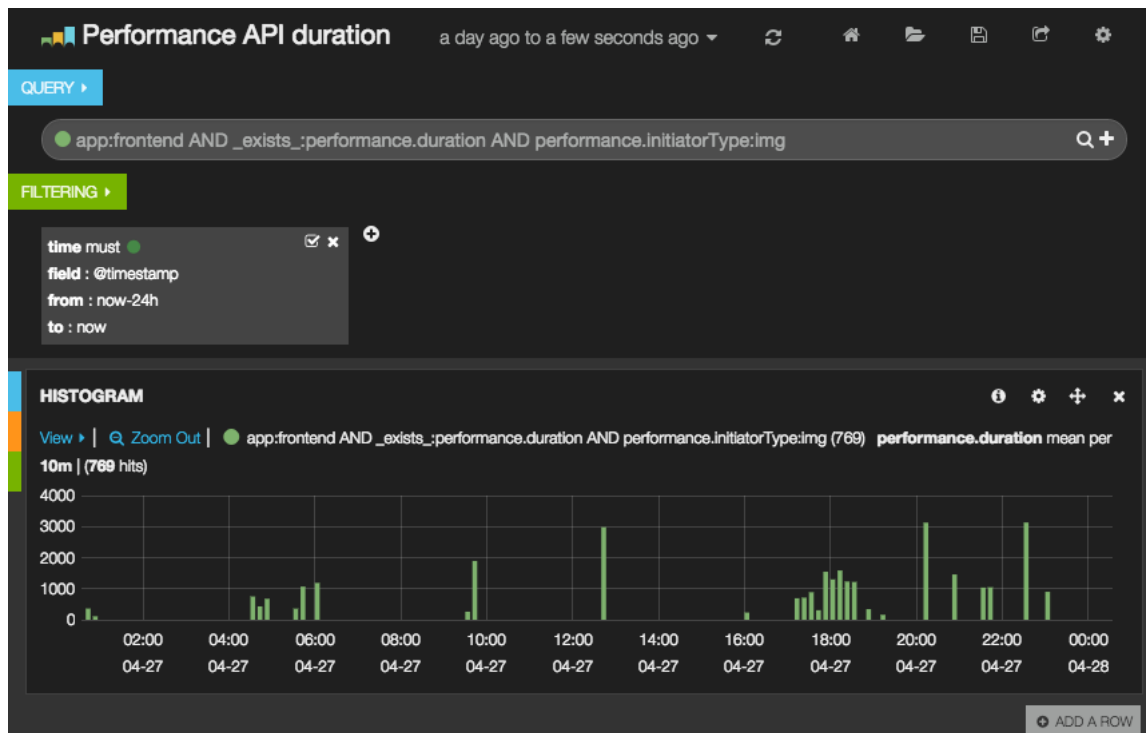 Performance API duration a day ago to a few seconds ago
QUERY
app:frontend AND _exists_:performance.duration AND performance.initiatorType:img
FILTERING
time must
field : @timestamp
from : now-24h
to : now
HISTOGRAM
View | Zoom Out | app:frontend AND _exists_:performance.duration AND performance.initiatorType:img (769) performance.duration mean per
10m | (769 hits)
4000
3000
2000
1000
0
02:00 04:00 06:00 08:00 10:00 12:00 14:00 16:00 18:00 20:00 22:00 00:00
04-27 04-27 04-27 04-27 04-27 04-27 04-27 04-27 04-27 04-27 04-27 04-28
ADD A ROW